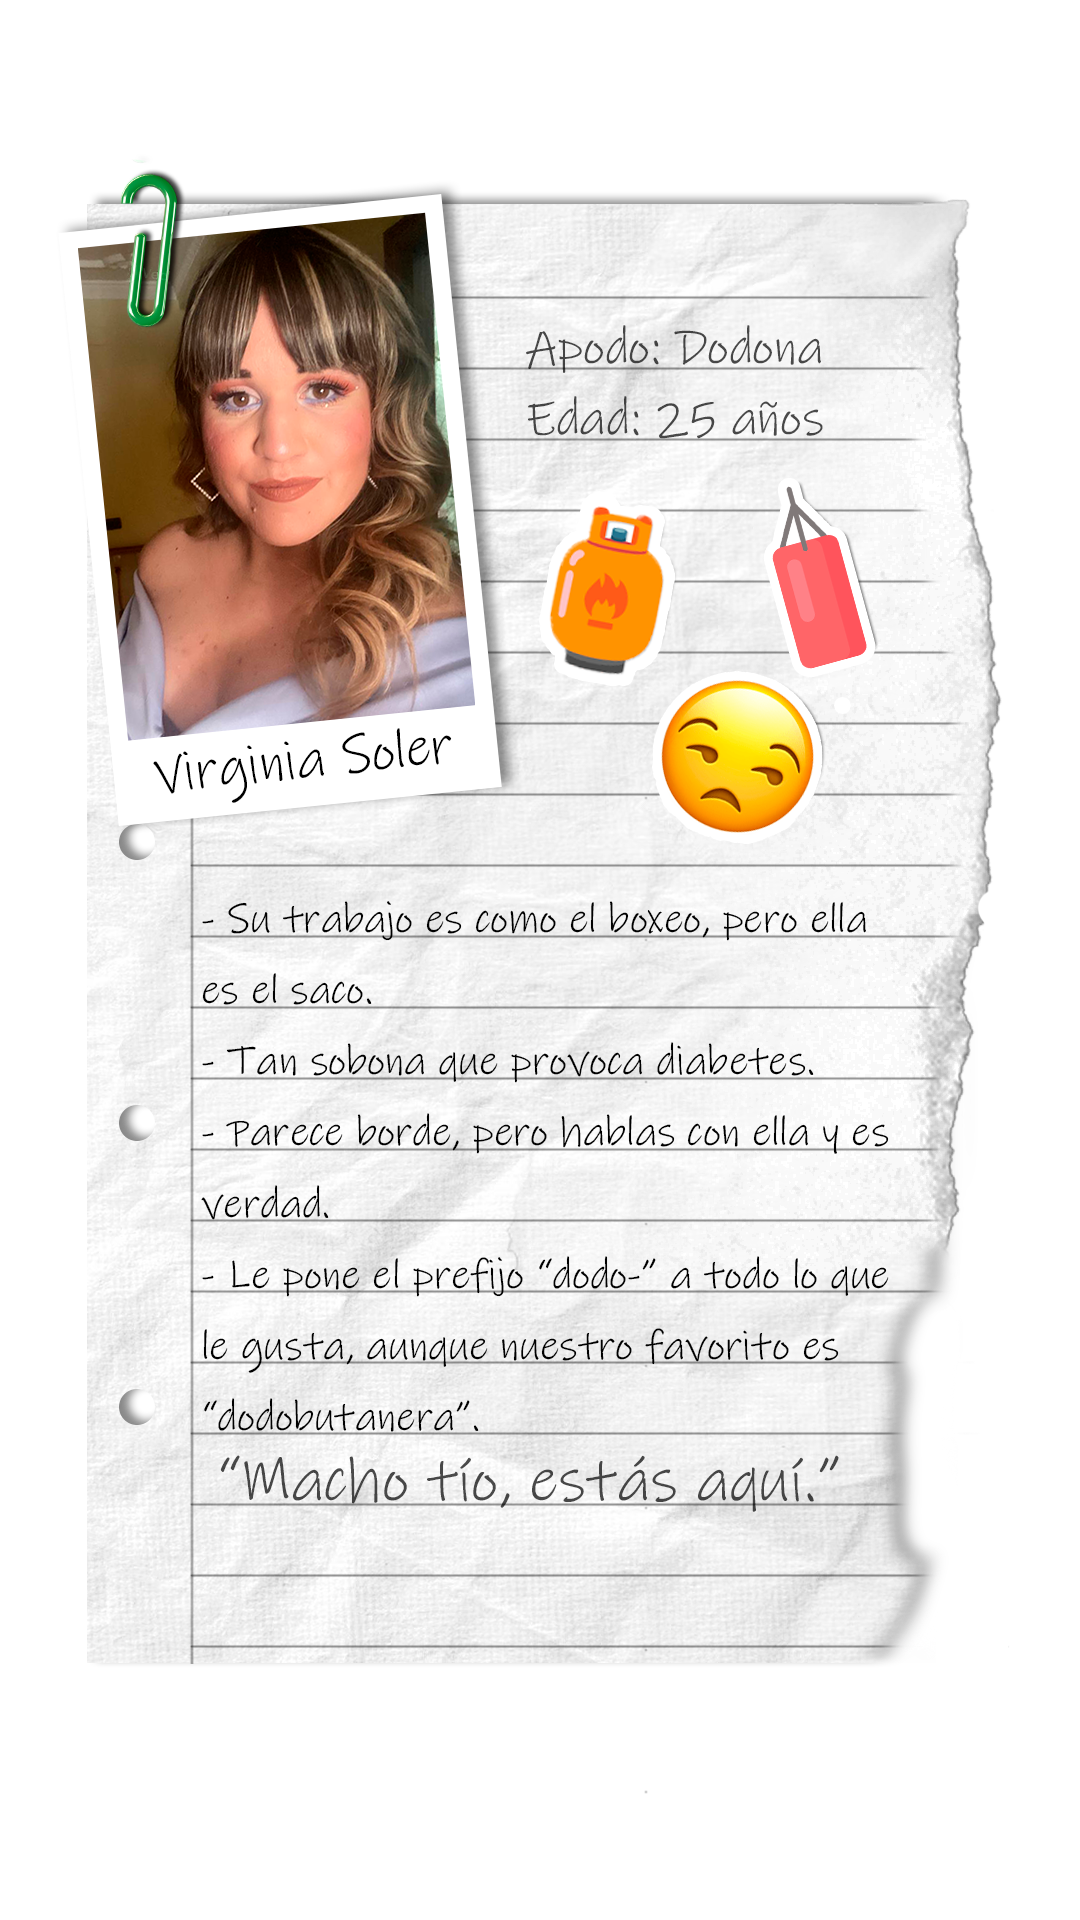 Apodo: Dodona
Edad: 25 años
Virginia Soler
- Su trabajo es como el boxeo, pero ella
es el saco.
- Tan sobona que provoca diabetes.
- Parece borde, pero hablas con ella y es
verdad.
- Le pone el prefijo “dodo-” a todo lo que
le gusta, aunque nuestro favorito es
“dodobutanera”.
“Macho tío, estás aquí.”